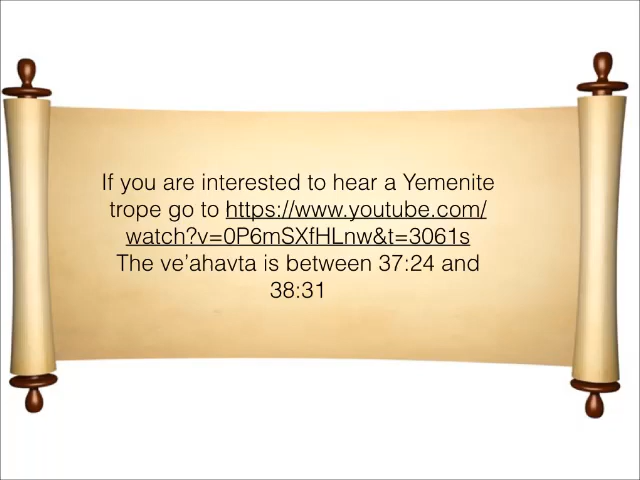 If you are interested to hear a Yemenite
trope go to https://www.youtube.com/
watch?v=0P6mSXfHLnw&t=3061s
The ve’ahavta is between 37:24 and
38:31